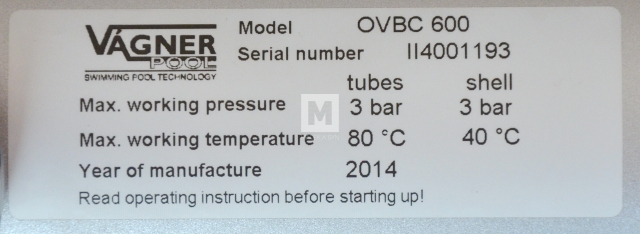 VÁGNER
POOL
SWIMMING POOL TECHNOLOGY
Model OVBC 600
Serial number II4001193
tubes shell
Max. working pressure 3 bar 3 bar
M
Max. working temperature 80 °C 40 °C
Year of manufacture 2014
Read operating instruction before starting up!